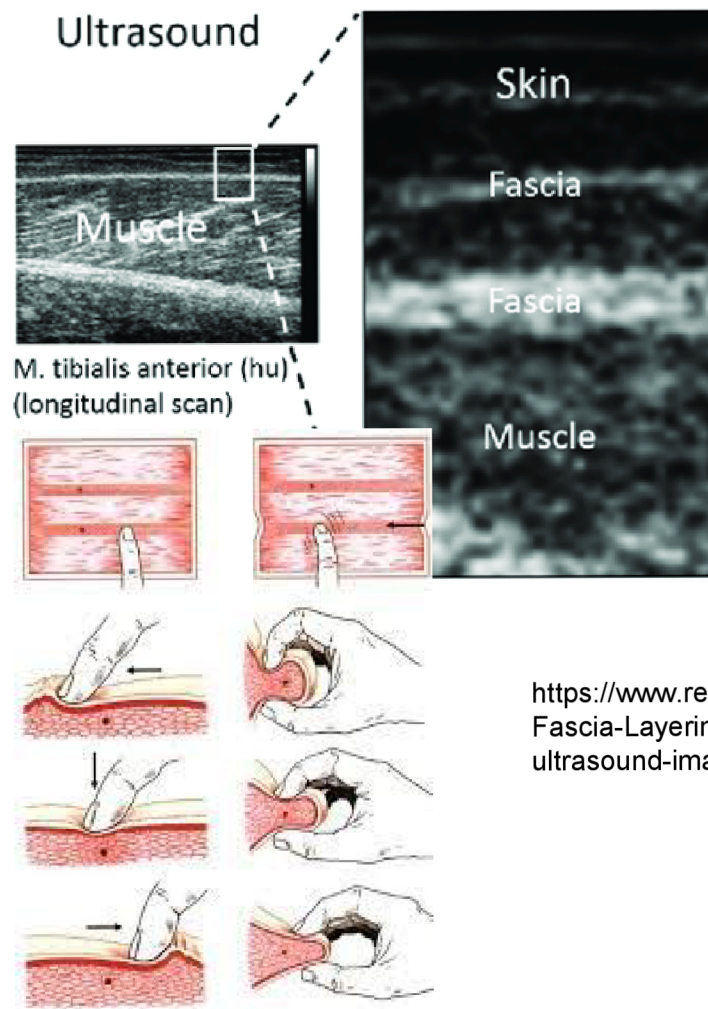 Ultrasound
Skin
Fascia
Muscle
Fascia
M. tibialis anterior (hu)
(longitudinal scan)
Muscle
https://www.re
Fascia-Layerin
ultrasound-ima